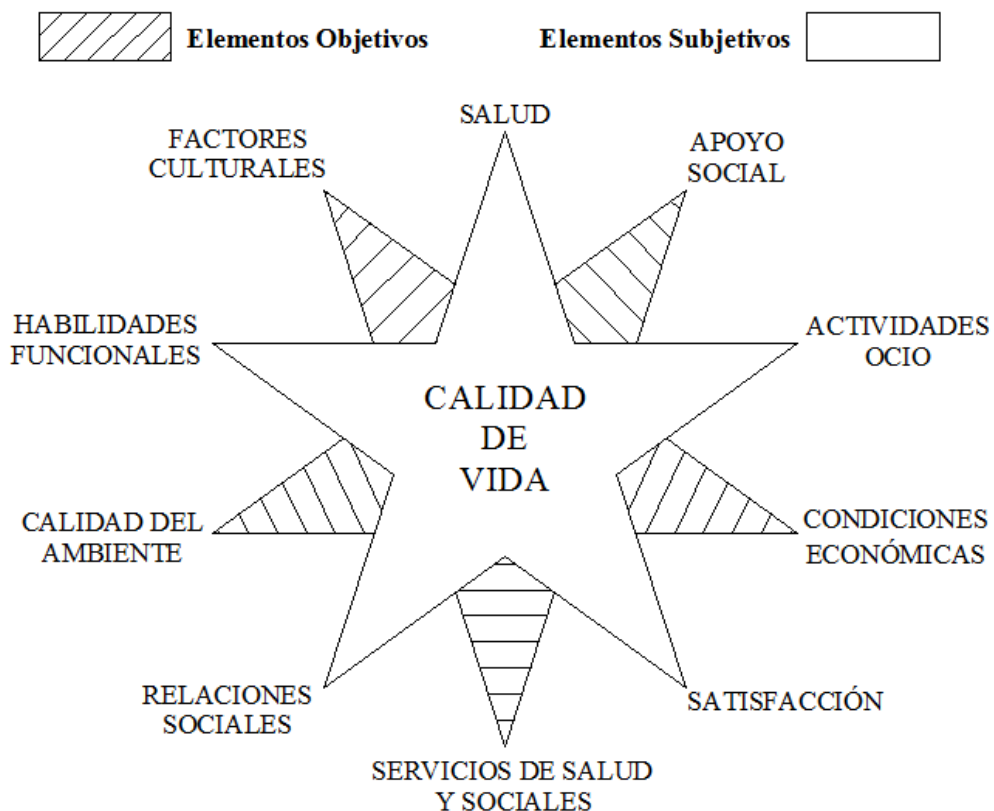 Elementos Objetivos
Elementos Subjetivos
SALUD
FACTORES
CULTURALES
APOYO
SOCIAL
HABILIDADES
FUNCIONALES
ACTIVIDADES
OCIO
CALIDAD
DE
VIDA
CALIDAD DEL
AMBIENTE
CONDICIONES
ECONÓMICAS
RELACIONES
SOCIALES
SATISFACCIÓN
SERVICIOS DE SALUD
Y SOCIALES